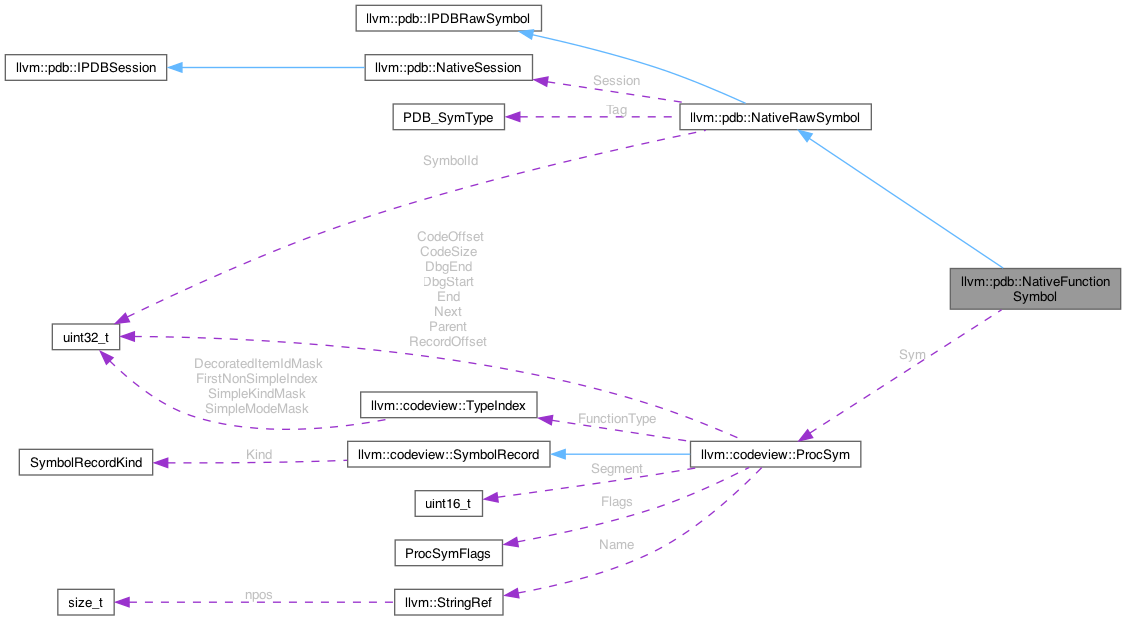 llvm::pdb::IPDBRawSymbol
llvm::pdb::IPDBSession
llvm::pdb::NativeSession
Session
PDB_SymType
Tag
llvm::pdb::NativeRawSymbol
SymbolId
CodeOffset
CodeSize
DbgEnd
DbgStart
End
Next
Parent
RecordOffset
llvm::pdb::NativeFunction
Symbol
uint32_t
Sym
DecoratedItemIdMask
FirstNonSimpleIndex
SimpleKindMask
SimpleModeMask
llvm::codeview::TypeIndex
FunctionType
SymbolRecordKind
Kind
llvm::codeview::SymbolRecord
llvm::codeview::ProcSym
Segment
uint16_t
Flags
ProcSymFlags
Name
size_t
npos
llvm::StringRef